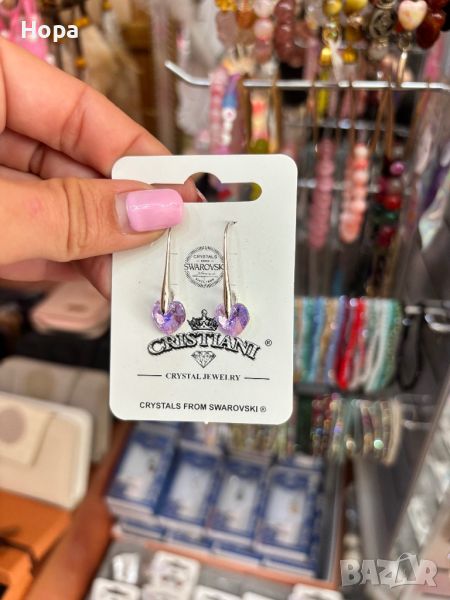 Нора
CRYSTALS
FROM
SWAROVSKI
CRISTIANI ®
CRYSTAL JEWELRY
CRYSTALS FROM SWAROVSKI ®
BAZAR